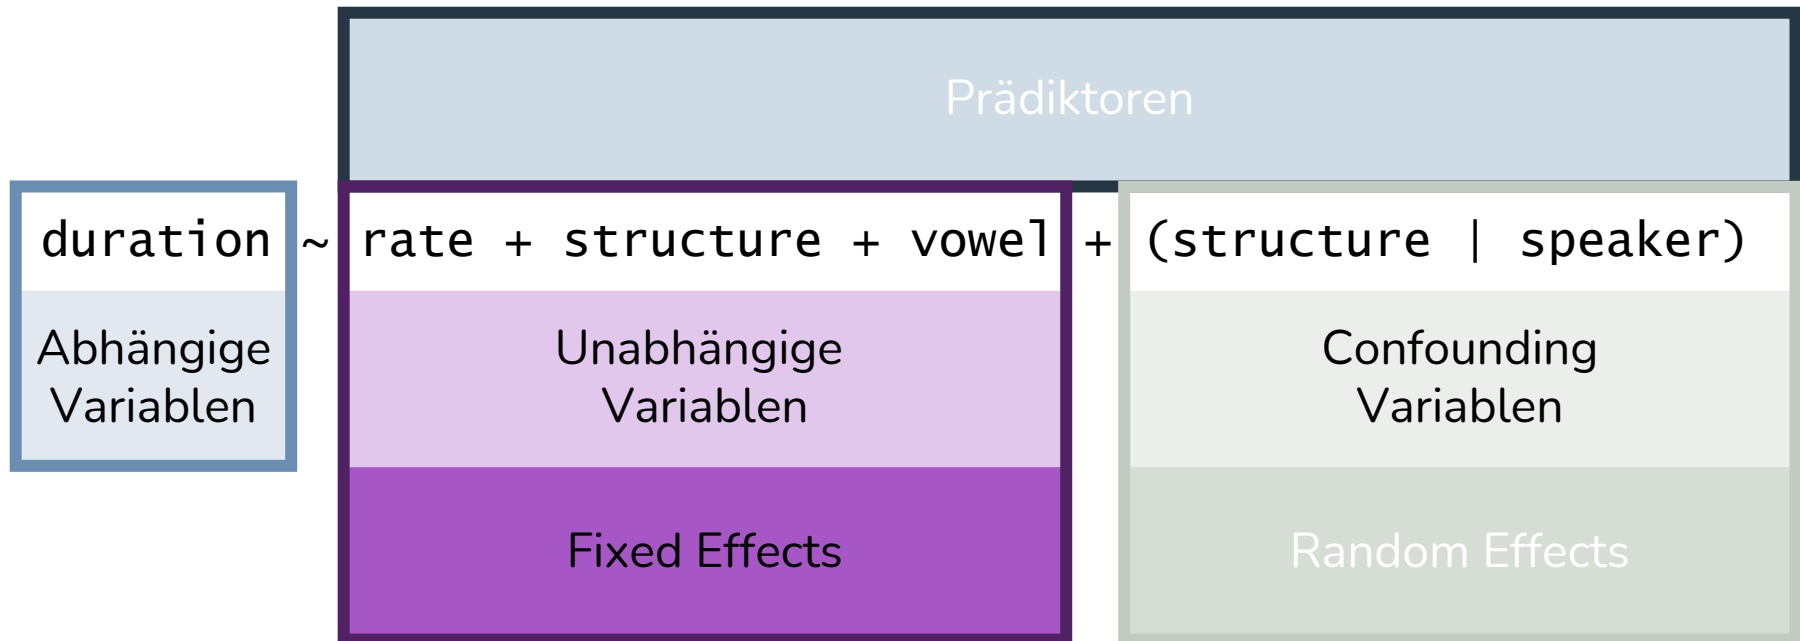 Prädiktoren
duration ~ rate + structure + vowel + (structure | speaker)
Abhängige
Variablen
Unabhängige
Variablen
Confounding
Variablen
Fixed Effects
Random Effects